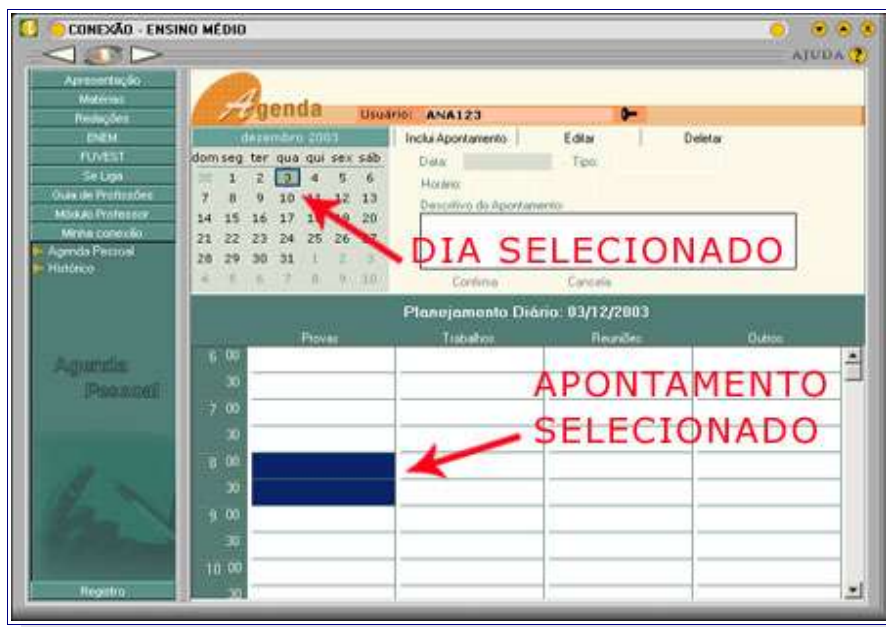 CONEXÃO - ENSINO MÉDIO
AJUDA ?
Apresentação
Matérias
Redações
ENEM
FUVEST
Se Liga
Guia de Profissões
Módulo Professor
Minha conexão
Agenda Pessoal
Histórico
Agenda
Pessoal
Registro
Agenda
Usuário: ANA123
dezembro 2003
dom seg ter qua qui sex sáb
1 2 3 4 5 6
7 8 9 10 11 12 13
14 15 16 17 18 19 20
21 22 23 24 25 26 27
28 29 30 31 1 2 3
4 5 6 7 8 9 10
Inclui Apontamento Editar Deletar
Data: Tipo:
Horário:
Descritivo do Apontamento:
DIA SELECIONADO
Confirma Cancela
Planejamento Diário: 03/12/2003
Provas Trabalhos Reuniões Outros
6 00
30
7 00
30
8 00
30
9 00
30
10 00
30
APONTAMENTO
SELECIONADO